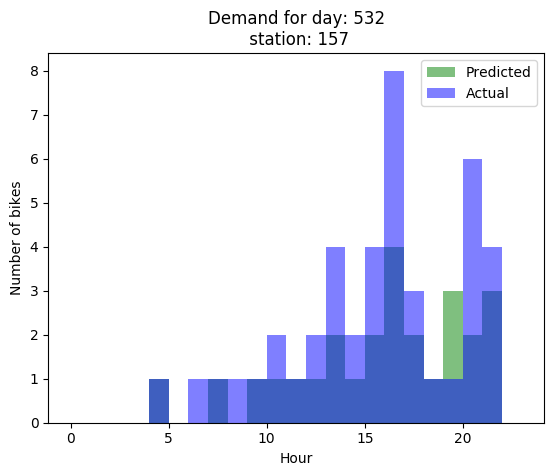 Demand for day: 532
station: 157
Predicted
Actual
Number of bikes
8
7
6
5
4
3
2
1
0
0
5
10
15
20
Hour